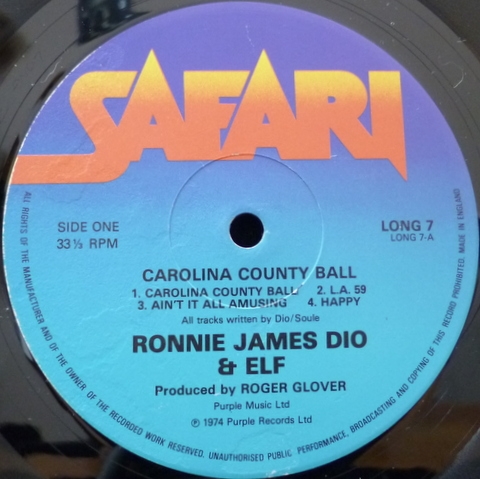 SAFARI
SIDE ONE
33⅓ RPM
LONG 7
LONG 7-A
CAROLINA COUNTY BALL
1. CAROLINA COUNTY BALL 2. L.A. 59
3. AIN'T IT ALL AMUSING 4. HAPPY
All tracks written by Dio/Soule
RONNIE JAMES DIO
& ELF
Produced by ROGER GLOVER
Purple Music Ltd
℗ 1974 Purple Records Ltd
ALL RIGHTS OF THE MANUFACTURER AND OF THE OWNER OF THE RECORDED WORK RESERVED. UNAUTHORISED PUBLIC PERFORMANCE, BROADCASTING AND COPYING OF THIS RECORD PROHIBITED. MADE IN ENGLAND